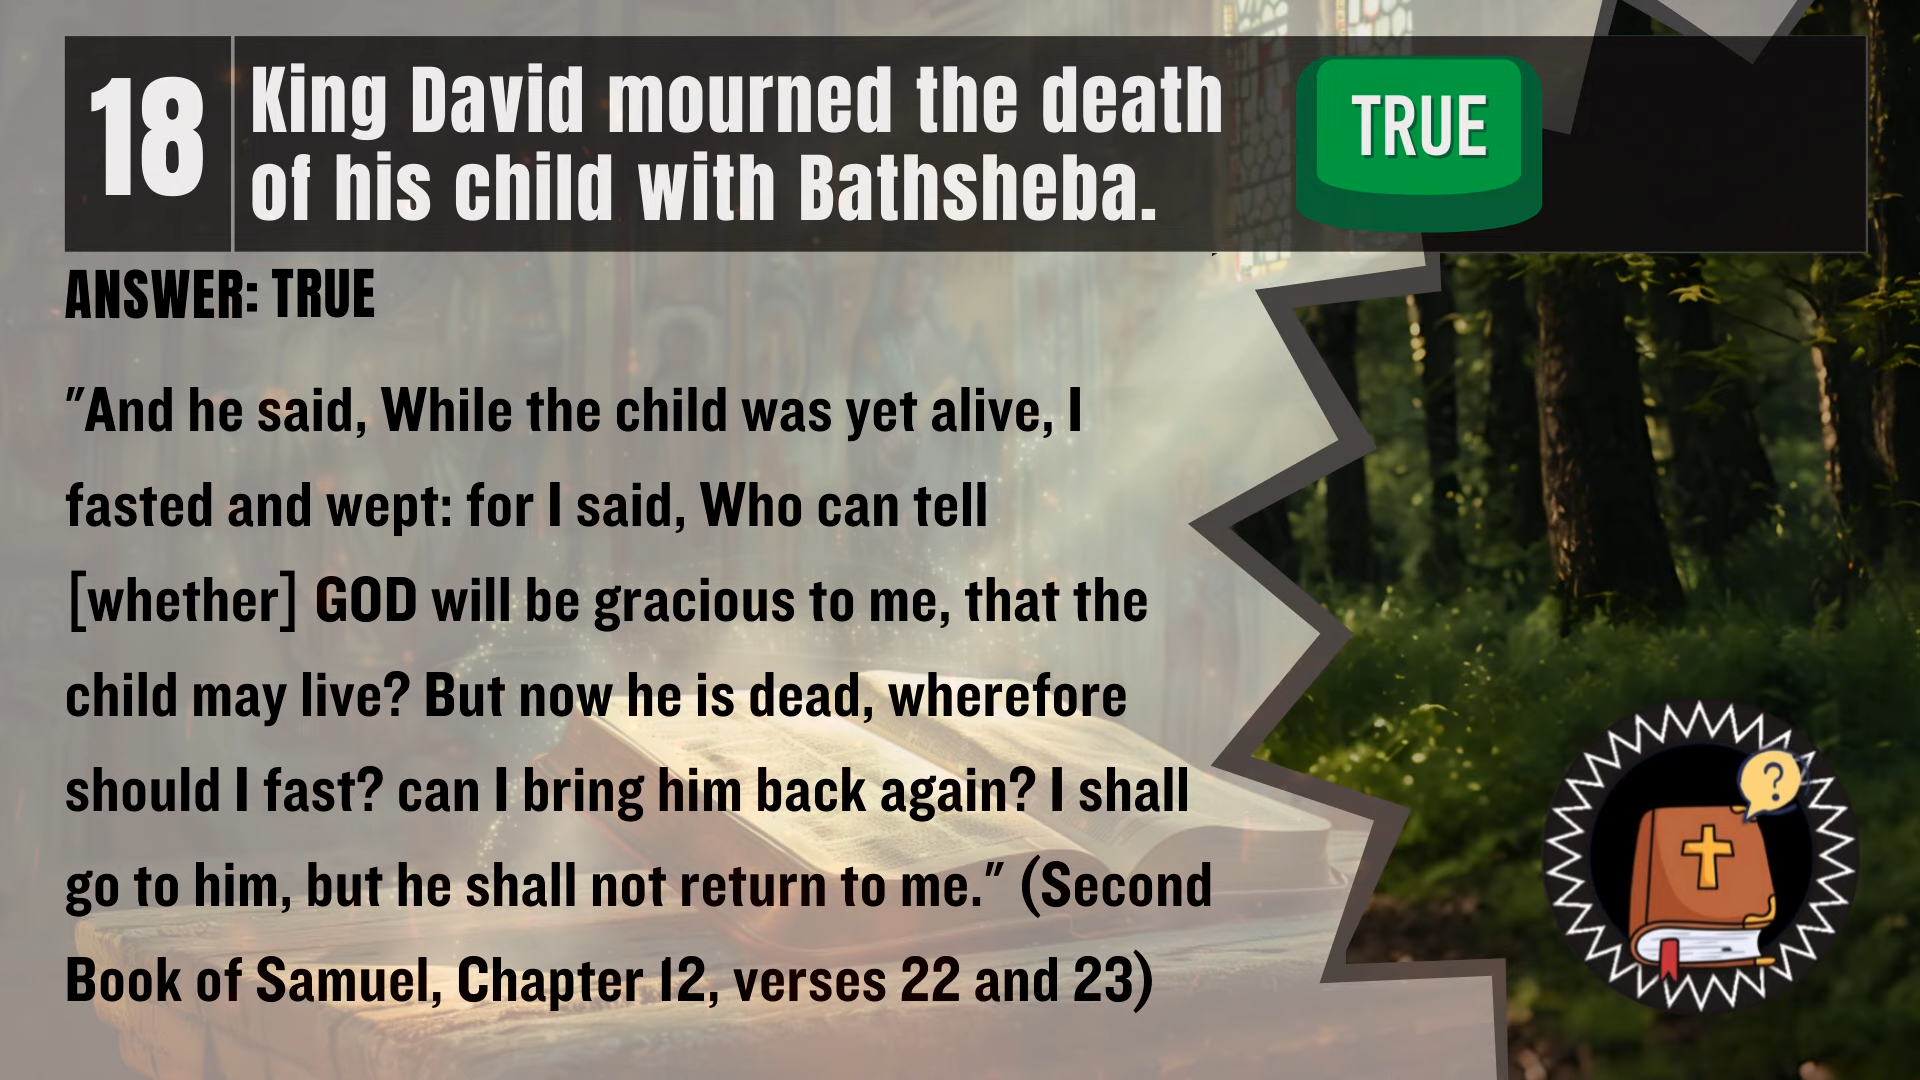 18
King David mourned the death
of his child with Bathsheba.
TRUE
ANSWER: TRUE
"And he said, While the child was yet alive, I
fasted and wept: for I said, Who can tell
[whether] GOD will be gracious to me, that the
child may live? But now he is dead, wherefore
should I fast? can I bring him back again? I shall
go to him, but he shall not return to me." (Second
Book of Samuel, Chapter 12, verses 22 and 23)
?